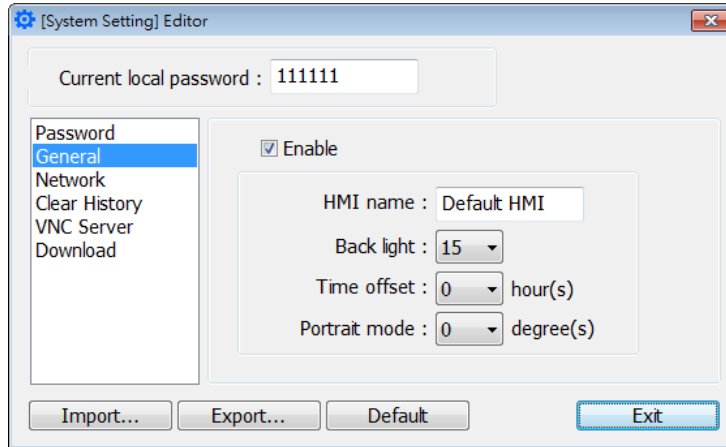 [System Setting] Editor
Current local password : 111111
Password
General
Network
Clear History
VNC Server
Download
Enable
HMI name : Default HMI
Back light : 15
Time offset : 0 hour(s)
Portrait mode : 0 degree(s)
Import... Export... Default Exit